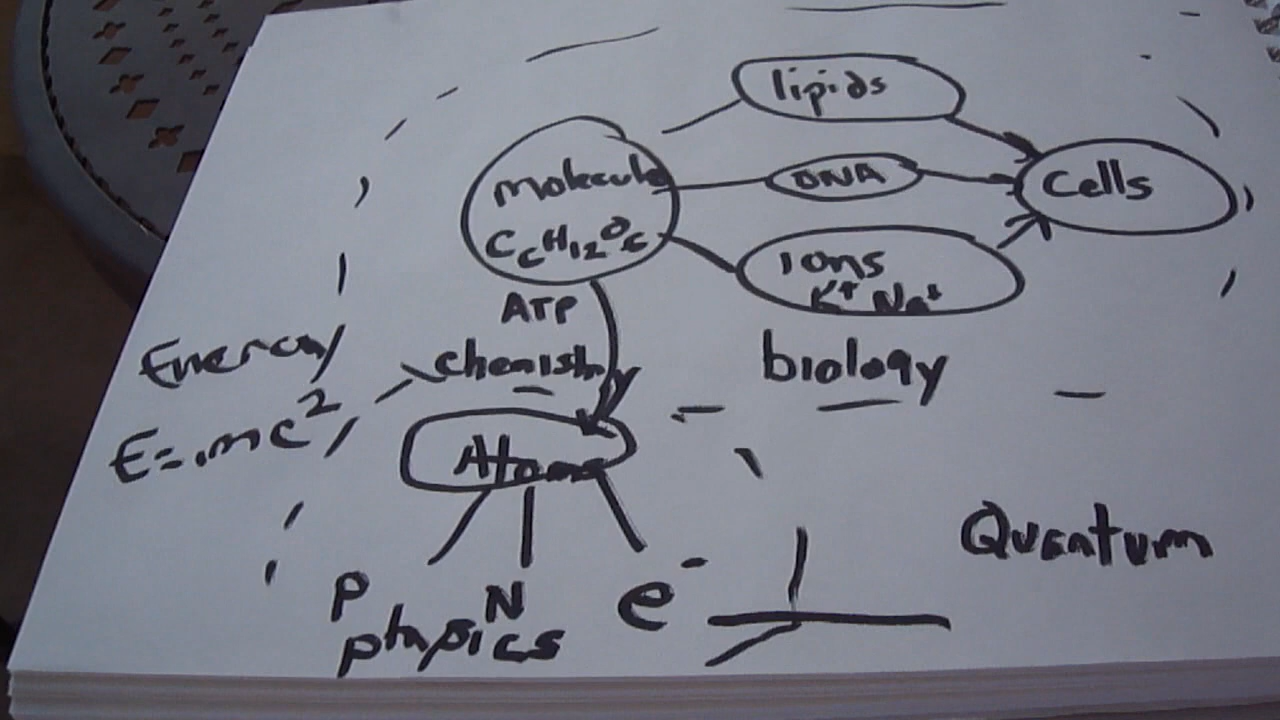 lipids
molecule
C6H12O6
DNA
Cells
Ions
K+ Na+
ATP
chemistry
biology
Energy
E=mc²
Atoms
Quantum
P N e-
physics